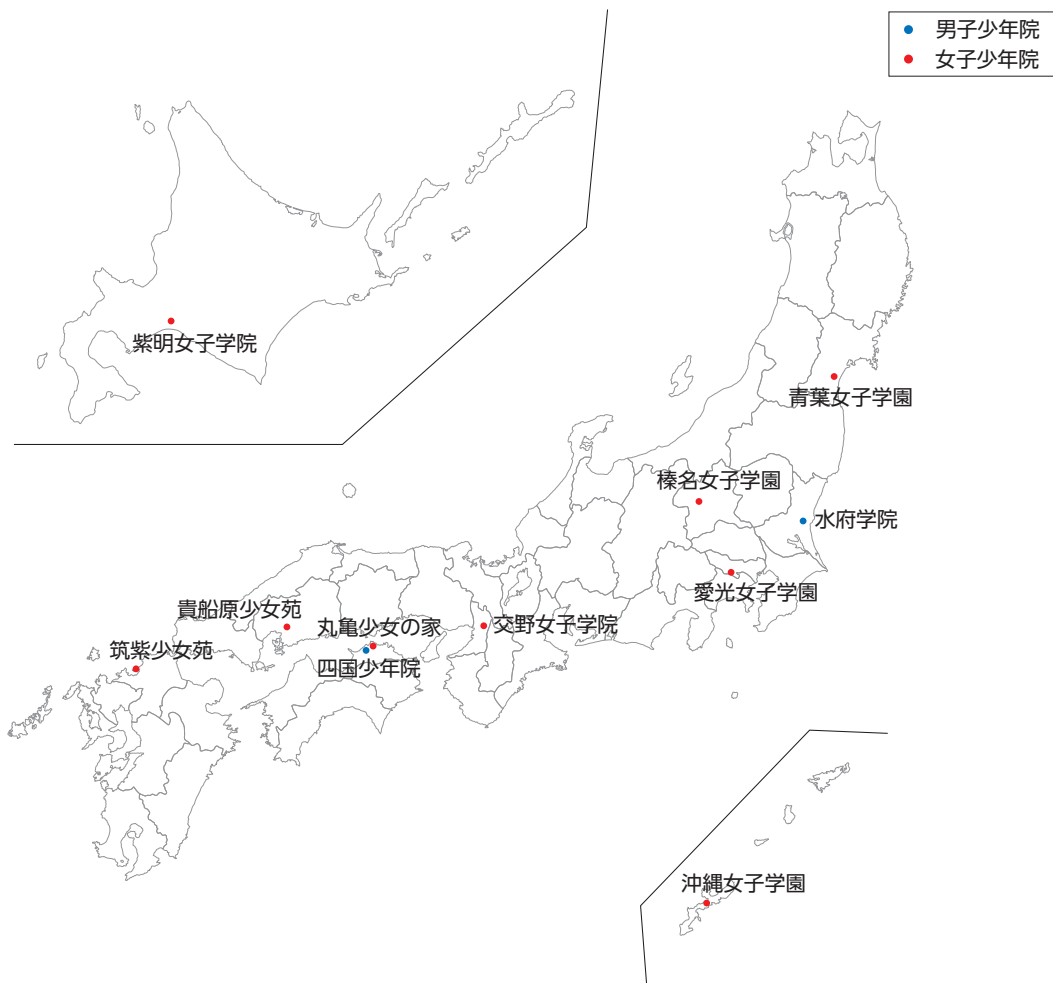 男子少年院
女子少年院
紫明女子学院
青葉女子学園
榛名女子学園
水府学院
愛光女子学園
貴船原少女苑
丸亀少女の家
交野女子学院
筑紫少女苑
四国少年院
沖縄女子学園